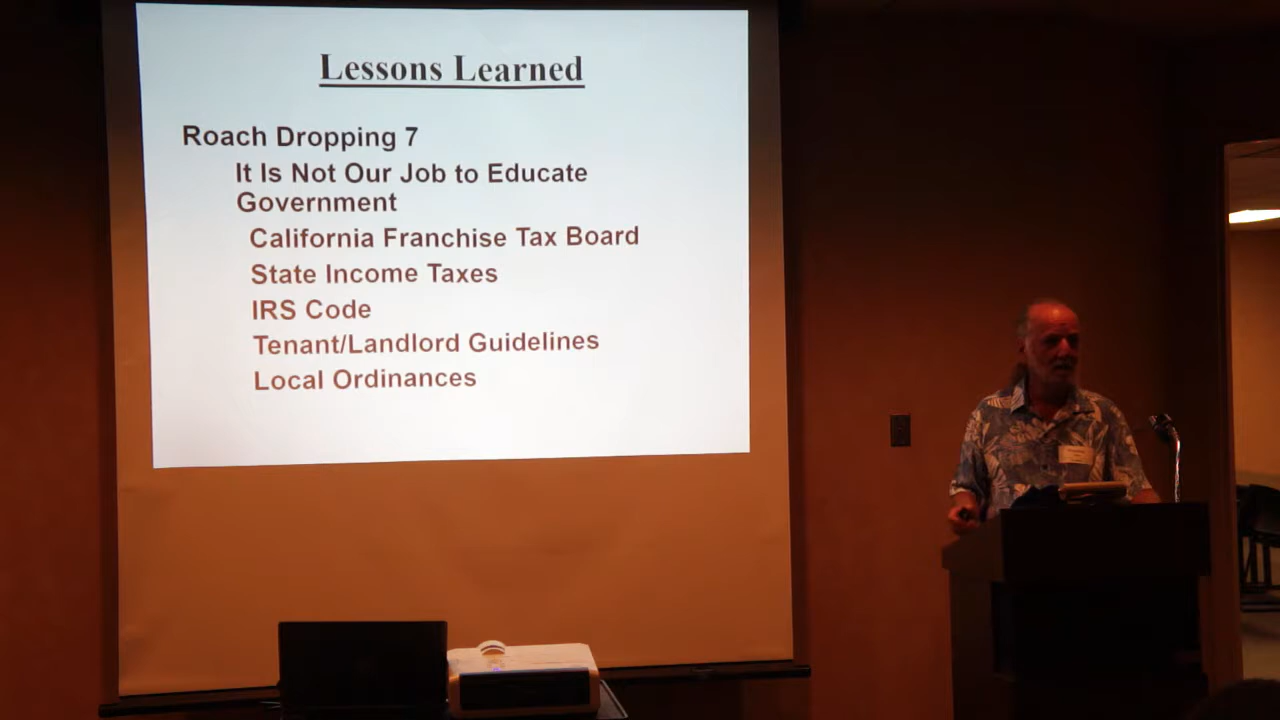 Lessons Learned
Roach Dropping 7
It Is Not Our Job to Educate
Government
California Franchise Tax Board
State Income Taxes
IRS Code
Tenant/Landlord Guidelines
Local Ordinances